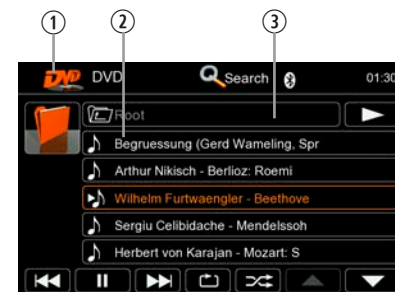 1 2 3
DVD DVD Search 01:30
Root
Begruessung (Gerd Wameling, Spr
Arthur Nikisch - Berlioz: Roemi
Wilhelm Furtwaengler - Beethove
Sergiu Celibidache - Mendelssoh
Herbert von Karajan - Mozart: S